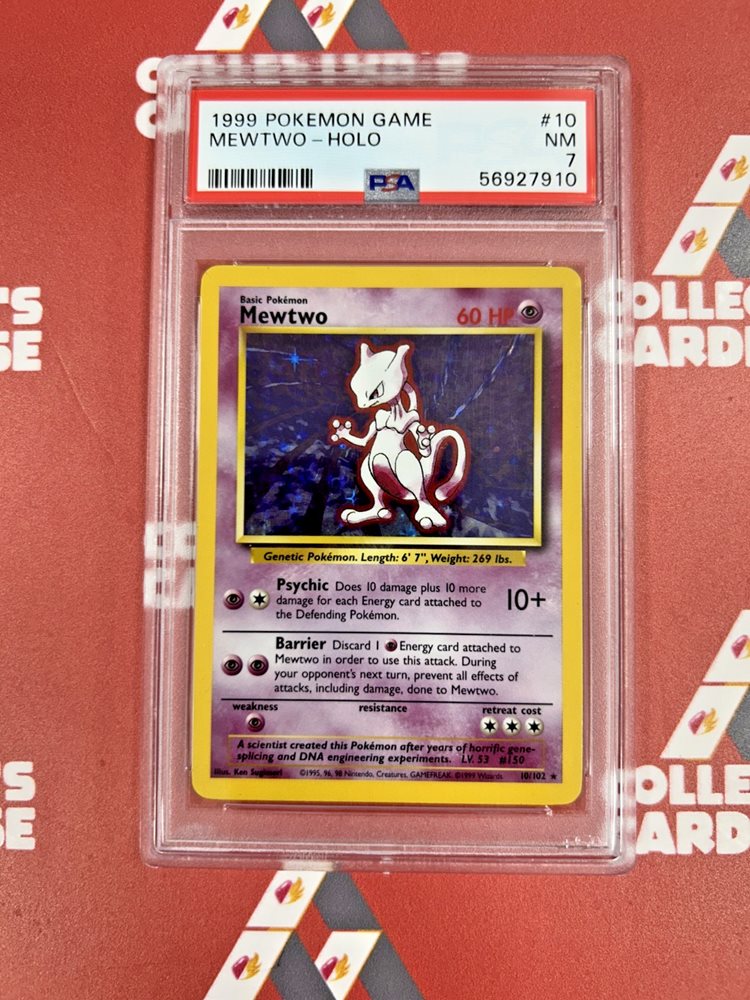 1999 POKEMON GAME #10
MEWTWO – HOLO NM
7
PSA 56927910
Basic Pokémon
Mewtwo 60 HP
Genetic Pokémon. Length: 6' 7", Weight: 269 lbs.
Psychic Does 10 damage plus 10 more
damage for each Energy card attached to
the Defending Pokémon.
10+
Barrier Discard 1 Energy card attached to
Mewtwo in order to use this attack. During
your opponent's next turn, prevent all effects of
attacks, including damage, done to Mewtwo.
weakness resistance retreat cost
A scientist created this Pokémon after years of horrific gene-
splicing and DNA engineering experiments. LV. 53 #150
Illus. Ken Sugimori ©1995, 96, 98 Nintendo, Creatures, GAMEFREAK. ©1999 Wizards. 10/102
OLLEC
CARD
OLLE
CARD